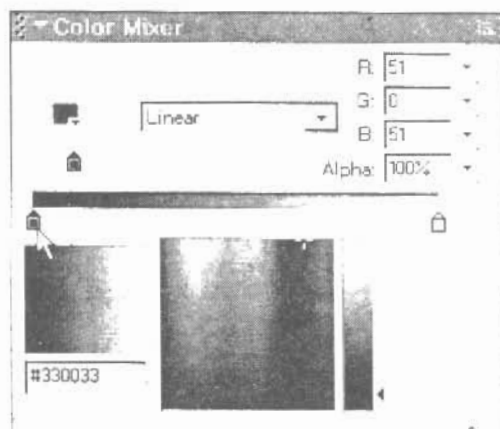 Color Mixer
R: 51
Linear
G: 0
B: 51
Alpha: 100%
#330033